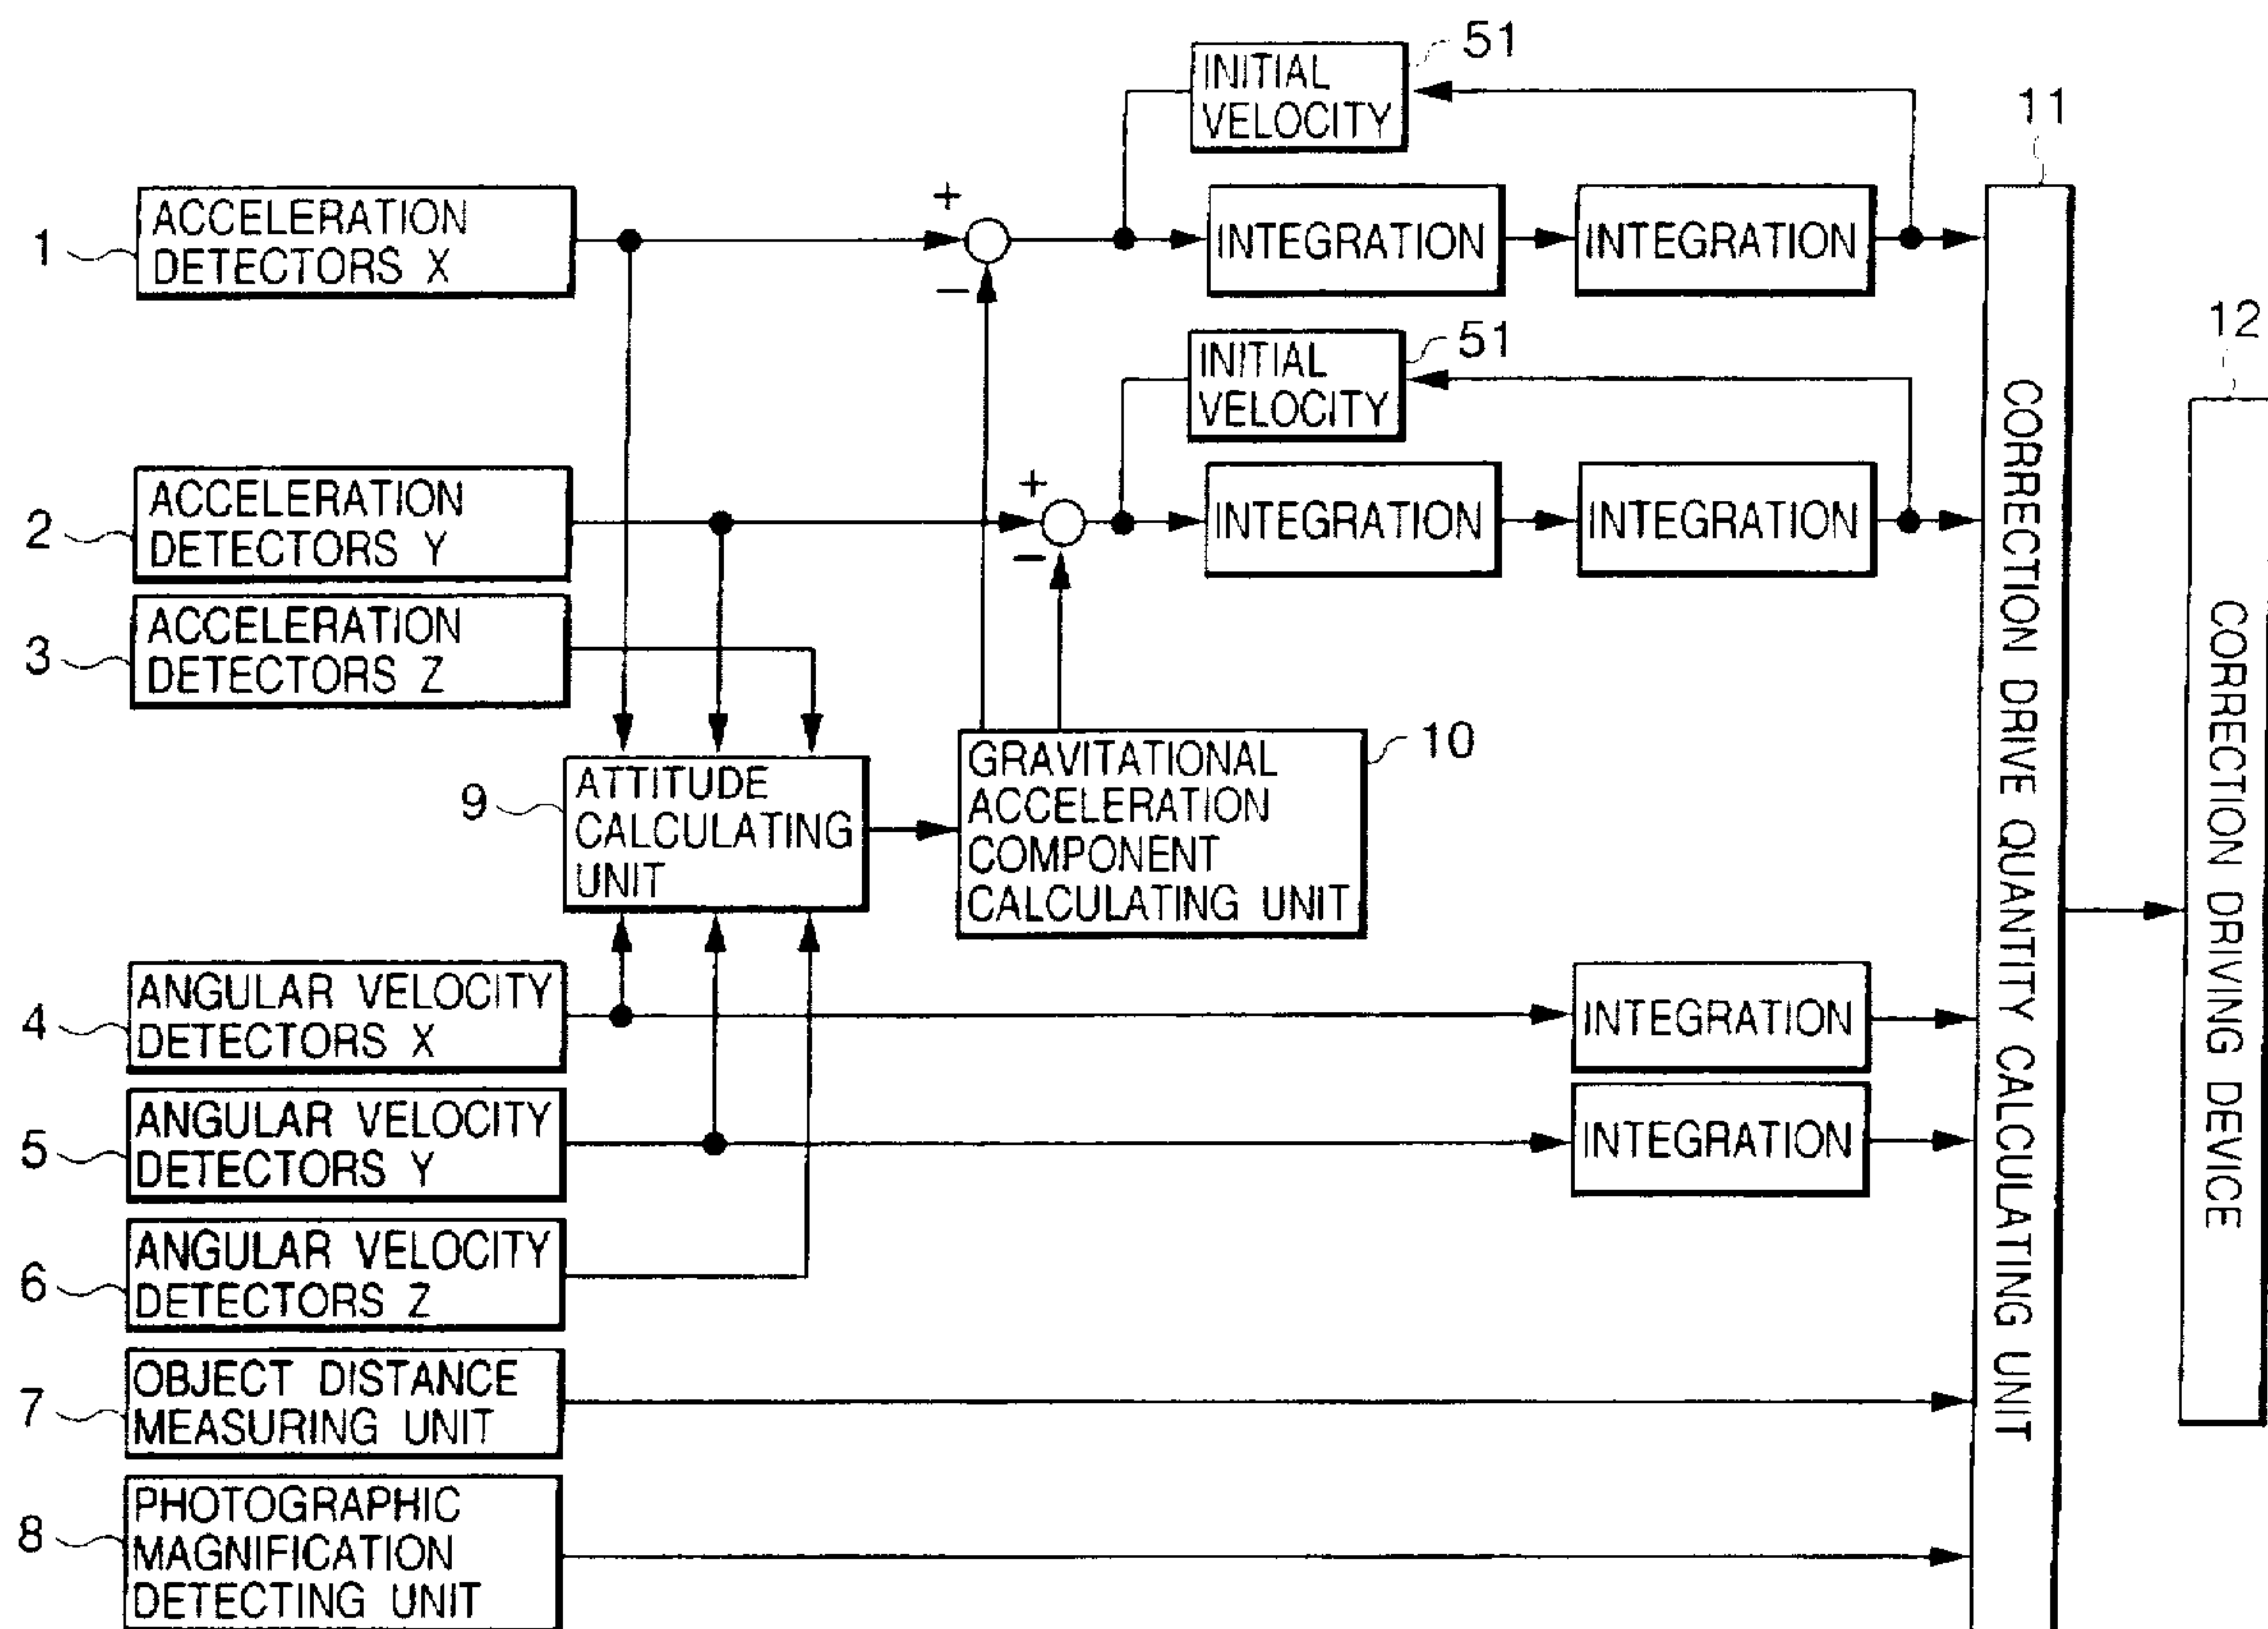 51
INITIAL
VELOCITY
11
+
1
ACCELERATION
DETECTORS X
INTEGRATION
INTEGRATION
−
12
51
INITIAL
VELOCITY
+
2
ACCELERATION
DETECTORS Y
INTEGRATION
INTEGRATION
−
3
ACCELERATION
DETECTORS Z
10
GRAVITATIONAL
ACCELERATION
COMPONENT
CALCULATING UNIT
9
ATTITUDE
CALCULATING
UNIT
CORRECTION DRIVE QUANTITY CALCULATING UNIT
CORRECTION DRIVING DEVICE
4
ANGULAR VELOCITY
DETECTORS X
INTEGRATION
5
ANGULAR VELOCITY
DETECTORS Y
INTEGRATION
6
ANGULAR VELOCITY
DETECTORS Z
7
OBJECT DISTANCE
MEASURING UNIT
8
PHOTOGRAPHIC
MAGNIFICATION
DETECTING UNIT